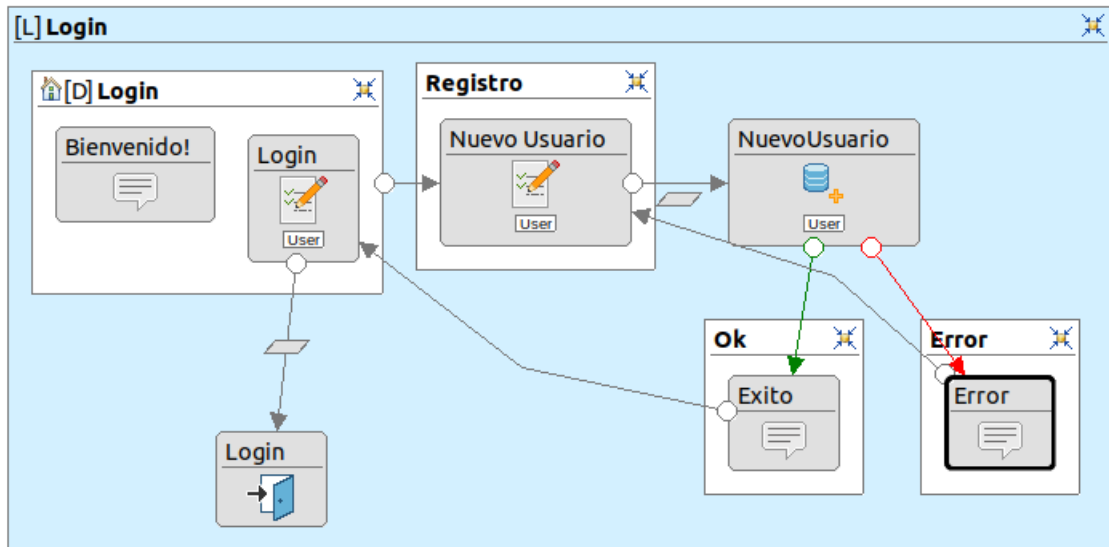 [L] Login
[D] Login
Registro
Bienvenido!
Login
User
Nuevo Usuario
User
NuevoUsuario
User
Ok
Error
Exito
Error
Login